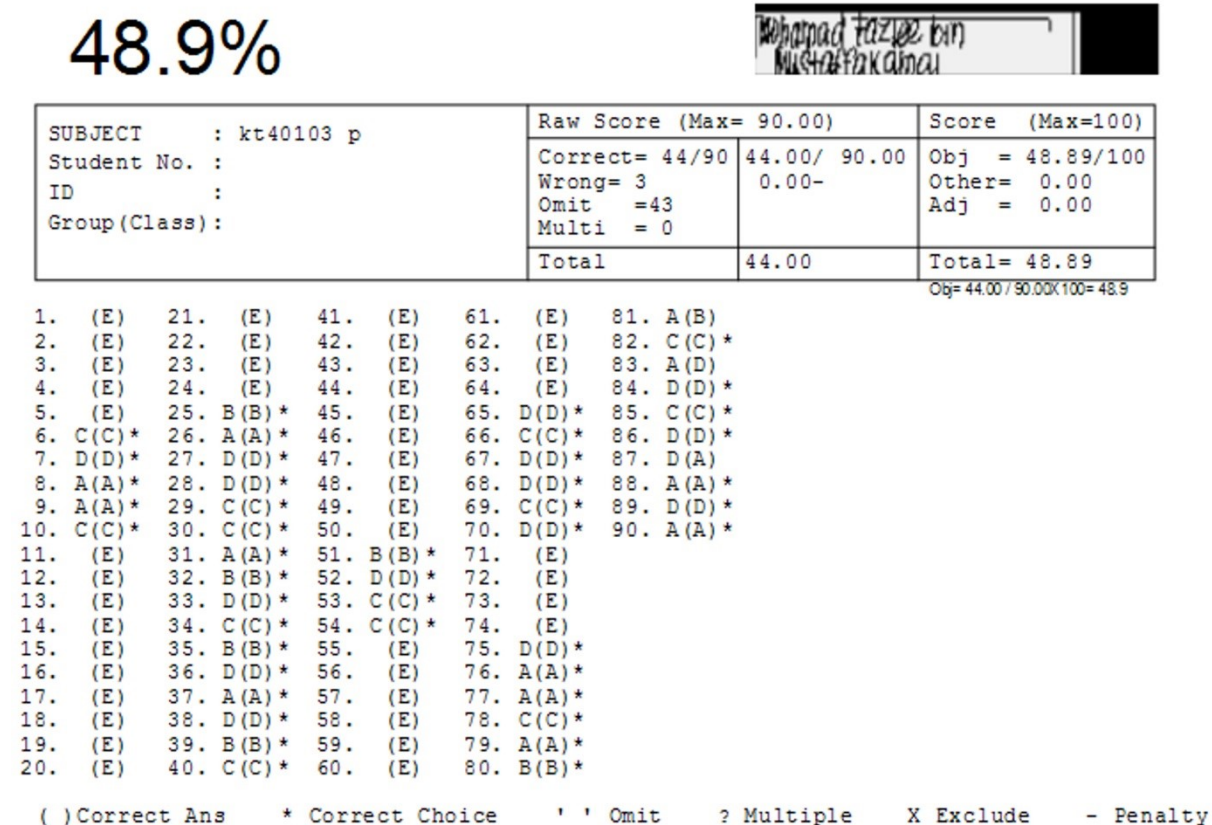 48.9%
Mohamad Fazlee bin
Mustaffa Kamal
SUBJECT : kt40103 p
Student No. :
ID :
Group(Class):
Raw Score (Max= 90.00)
Correct= 44/90 44.00/ 90.00
Wrong= 3 0.00-
Omit =43
Multi = 0
Total 44.00
Score (Max=100)
Obj = 48.89/100
Other= 0.00
Adj = 0.00
Total= 48.89
Obj= 44.00 / 90.00X100= 48.9
1. (E) 21. (E) 41. (E) 61. (E) 81. A(B)
2. (E) 22. (E) 42. (E) 62. (E) 82. C(C)*
3. (E) 23. (E) 43. (E) 63. (E) 83. A(D)
4. (E) 24. (E) 44. (E) 64. (E) 84. D(D)*
5. (E) 25. B(B)* 45. (E) 65. D(D)* 85. C(C)*
6. C(C)* 26. A(A)* 46. (E) 66. C(C)* 86. D(D)*
7. D(D)* 27. D(D)* 47. (E) 67. D(D)* 87. D(A)
8. A(A)* 28. D(D)* 48. (E) 68. D(D)* 88. A(A)*
9. A(A)* 29. C(C)* 49. (E) 69. C(C)* 89. D(D)*
10. C(C)* 30. C(C)* 50. (E) 70. D(D)* 90. A(A)*
11. (E) 31. A(A)* 51. B(B)* 71. (E)
12. (E) 32. B(B)* 52. D(D)* 72. (E)
13. (E) 33. D(D)* 53. C(C)* 73. (E)
14. (E) 34. C(C)* 54. C(C)* 74. (E)
15. (E) 35. B(B)* 55. (E) 75. D(D)*
16. (E) 36. D(D)* 56. (E) 76. A(A)*
17. (E) 37. A(A)* 57. (E) 77. A(A)*
18. (E) 38. D(D)* 58. (E) 78. C(C)*
19. (E) 39. B(B)* 59. (E) 79. A(A)*
20. (E) 40. C(C)* 60. (E) 80. B(B)*
( )Correct Ans * Correct Choice ' ' Omit ? Multiple X Exclude - Penalty